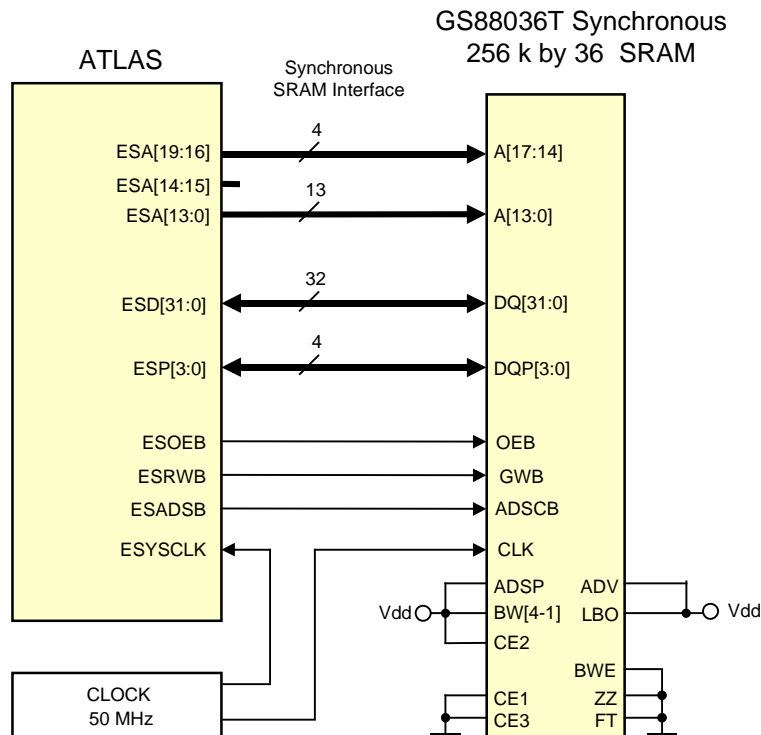 GS88036T Synchronous
256 k by 36 SRAM
ATLAS
Synchronous
SRAM Interface
ESA[19:16]
4
A[17:14]
ESA[14:15]
ESA[13:0]
13
A[13:0]
ESD[31:0]
32
DQ[31:0]
ESP[3:0]
4
DQP[3:0]
ESOEB
OEB
ESRWB
GWB
ESADSB
ADSCB
ESYSCLK
CLK
ADSP
ADV
Vdd
BW[4-1]
LBO
Vdd
CE2
BWE
CLOCK
50 MHz
CE1
ZZ
CE3
FT